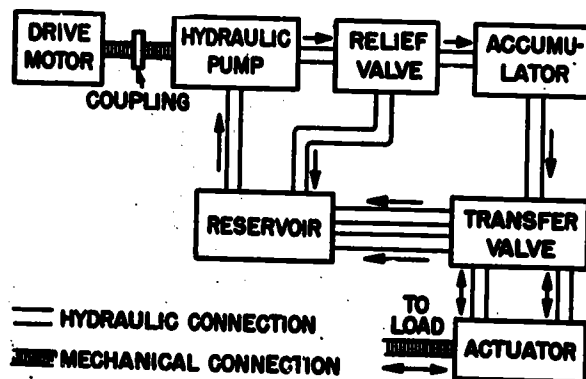 DRIVE
MOTOR
COUPLING
HYDRAULIC
PUMP
RELIEF
VALVE
ACCUMU-
LATOR
RESERVOIR
TRANSFER
VALVE
TO
LOAD
ACTUATOR
HYDRAULIC CONNECTION
MECHANICAL CONNECTION